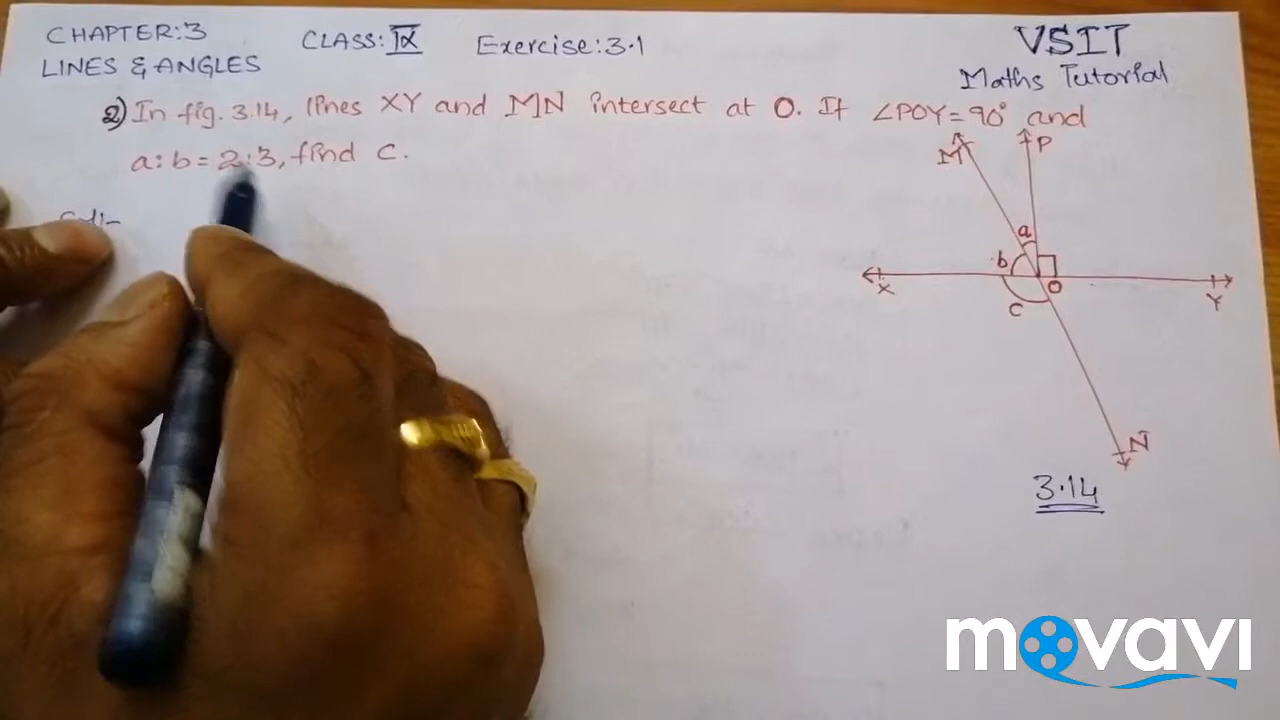 CHAPTER:3
LINES & ANGLES
CLASS: IX
Exercise: 3.1
VSIT
Maths Tutorial
2) In fig. 3.14, lines XY and MN intersect at O. If ∠POY = 90° and
a:b = 2:3, find c.
M
P
a
b
X
O
Y
c
N
3.14
movavi